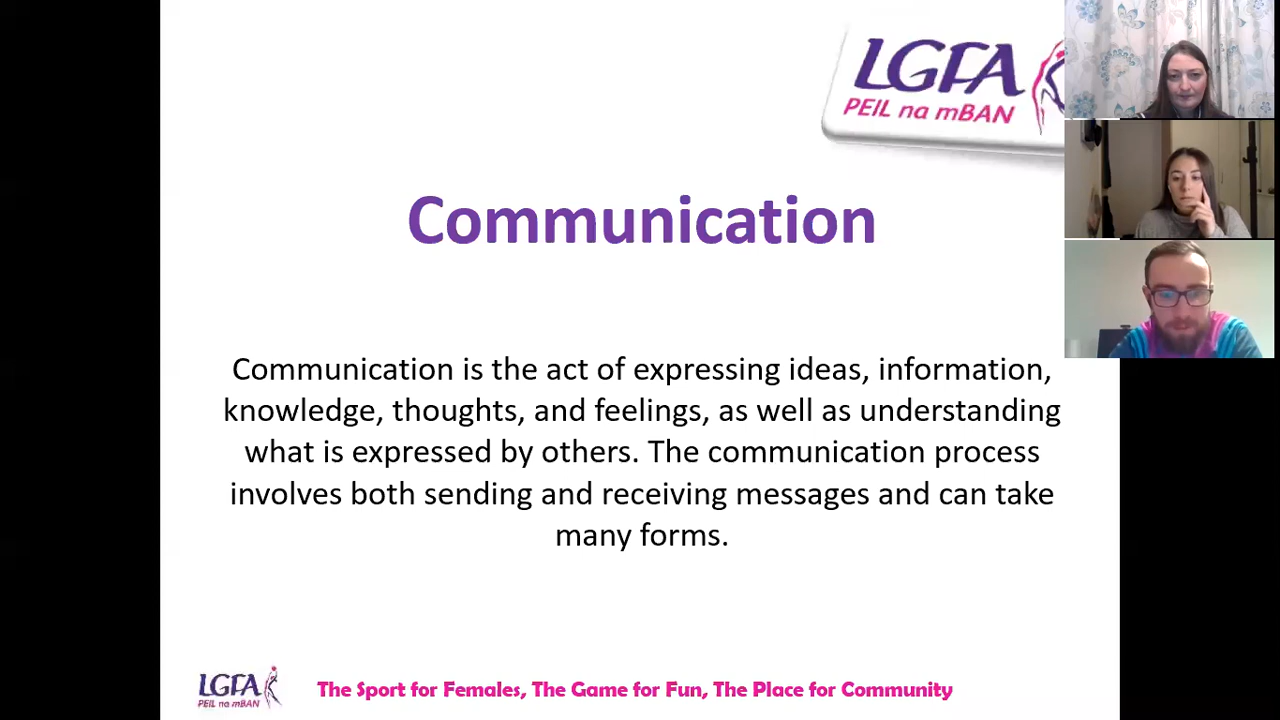 LGFA
PEIL na mBAN
Communication
Communication is the act of expressing ideas, information,
knowledge, thoughts, and feelings, as well as understanding
what is expressed by others. The communication process
involves both sending and receiving messages and can take
many forms.
LGFA
PEIL na mBAN
The Sport for Females, The Game for Fun, The Place for Community